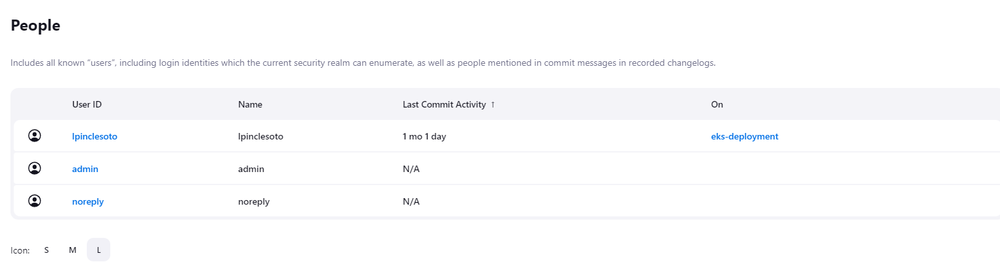 People
Includes all known “users”, including login identities which the current security realm can enumerate, as well as people mentioned in commit messages in recorded changelogs.
User ID Name Last Commit Activity ↑ On
lpinclesoto lpinclesoto 1 mo 1 day eks-deployment
admin admin N/A
noreply noreply N/A
Icon: S M L